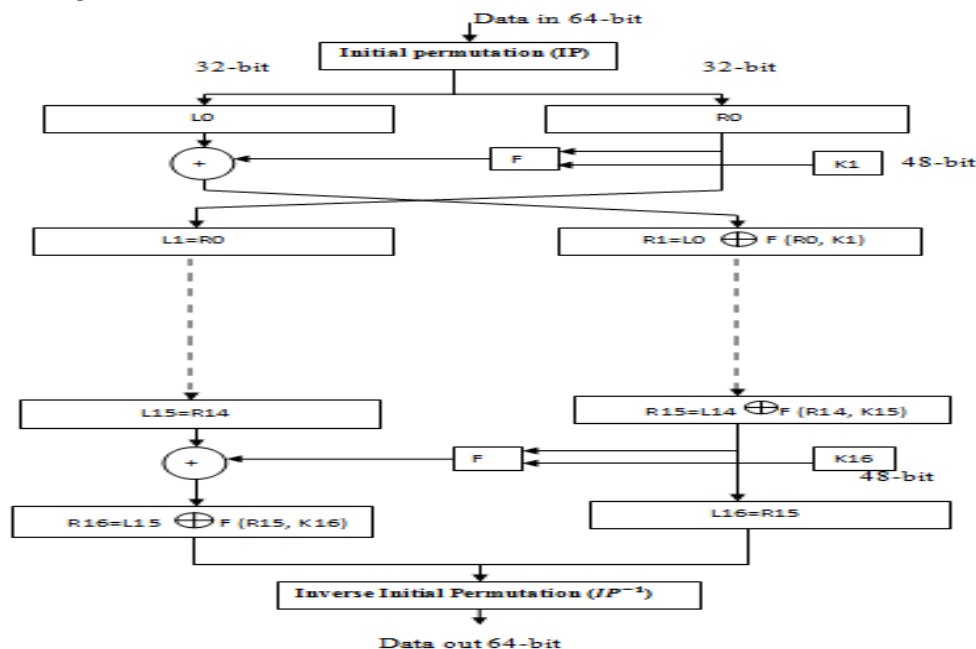 Data in 64-bit
Initial permutation (IP)
32-bit
32-bit
L0
R0
+
F
K1
48-bit
L1=R0
R1=L0 ⊕ F (R0, K1)
L15=R14
R15=L14 ⊕ F (R14, K15)
+
F
K16
48-bit
R16=L15 ⊕ F (R15, K16)
L16=R15
Inverse Initial Permutation (IP⁻¹)
Data out 64-bit